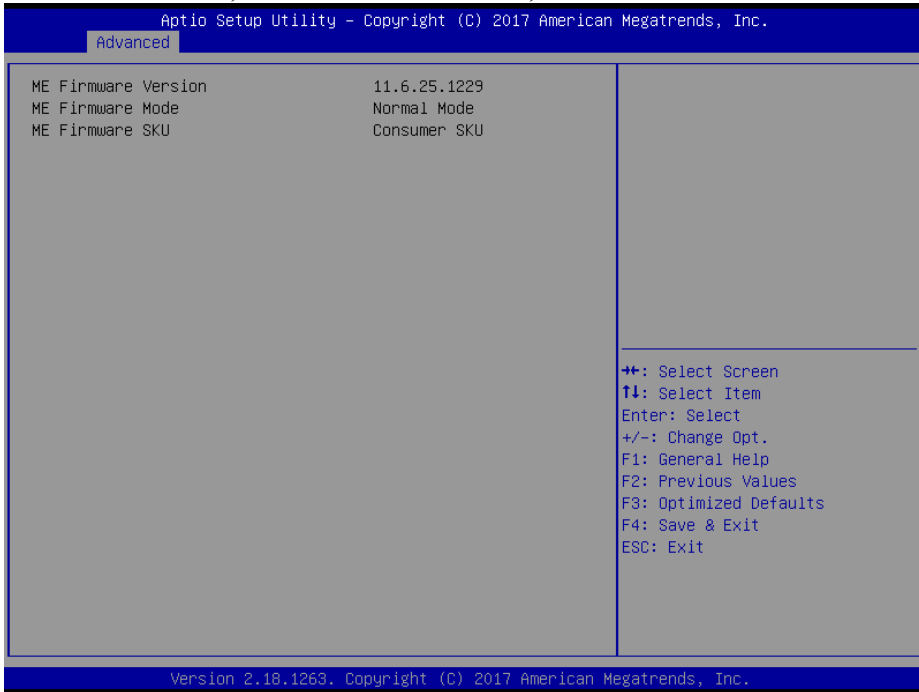 Aptio Setup Utility – Copyright (C) 2017 American Megatrends, Inc.
Advanced
ME Firmware Version 11.6.25.1229
ME Firmware Mode Normal Mode
ME Firmware SKU Consumer SKU
→←: Select Screen
↑↓: Select Item
Enter: Select
+/-: Change Opt.
F1: General Help
F2: Previous Values
F3: Optimized Defaults
F4: Save & Exit
ESC: Exit
Version 2.18.1263. Copyright (C) 2017 American Megatrends, Inc.